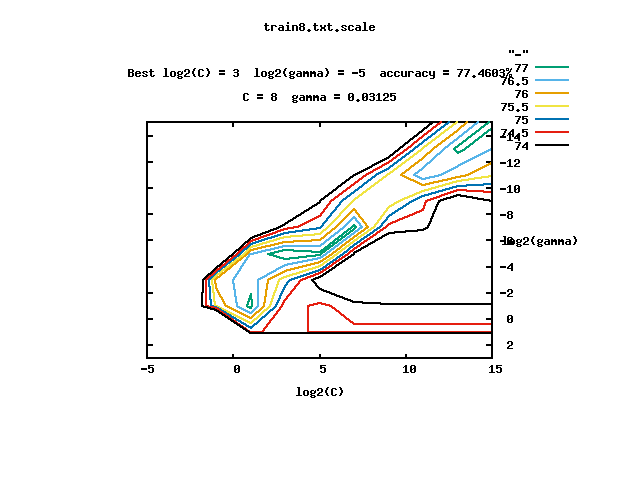 train8.txt.scale
"-"
Best log2(C) = 3 log2(gamma) = -5 accuracy = 77.4603%
77
76.5
C = 8 gamma = 0.03125
76
75.5
75
74.5
-14
74
-12
-10
-8
-6
log2(gamma)
-4
-2
0
2
-5 0 5 10 15
log2(C)